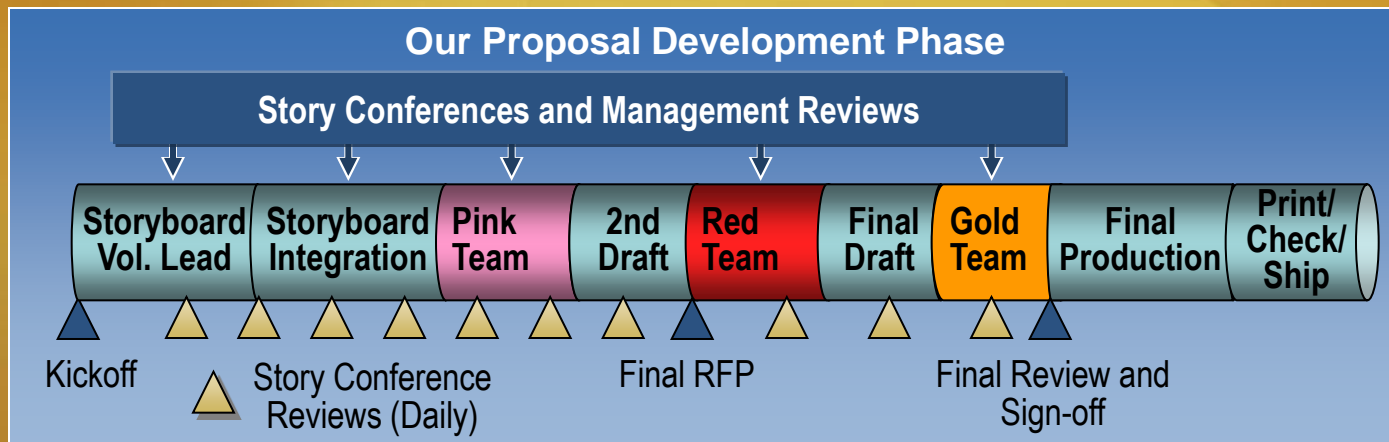 Our Proposal Development Phase
Story Conferences and Management Reviews
Storyboard
Vol. Lead
Storyboard
Integration
Pink
Team
2nd
Draft
Red
Team
Final
Draft
Gold
Team
Final
Production
Print/
Check/
Ship
Kickoff
Story Conference
Reviews (Daily)
Final RFP
Final Review and
Sign-off